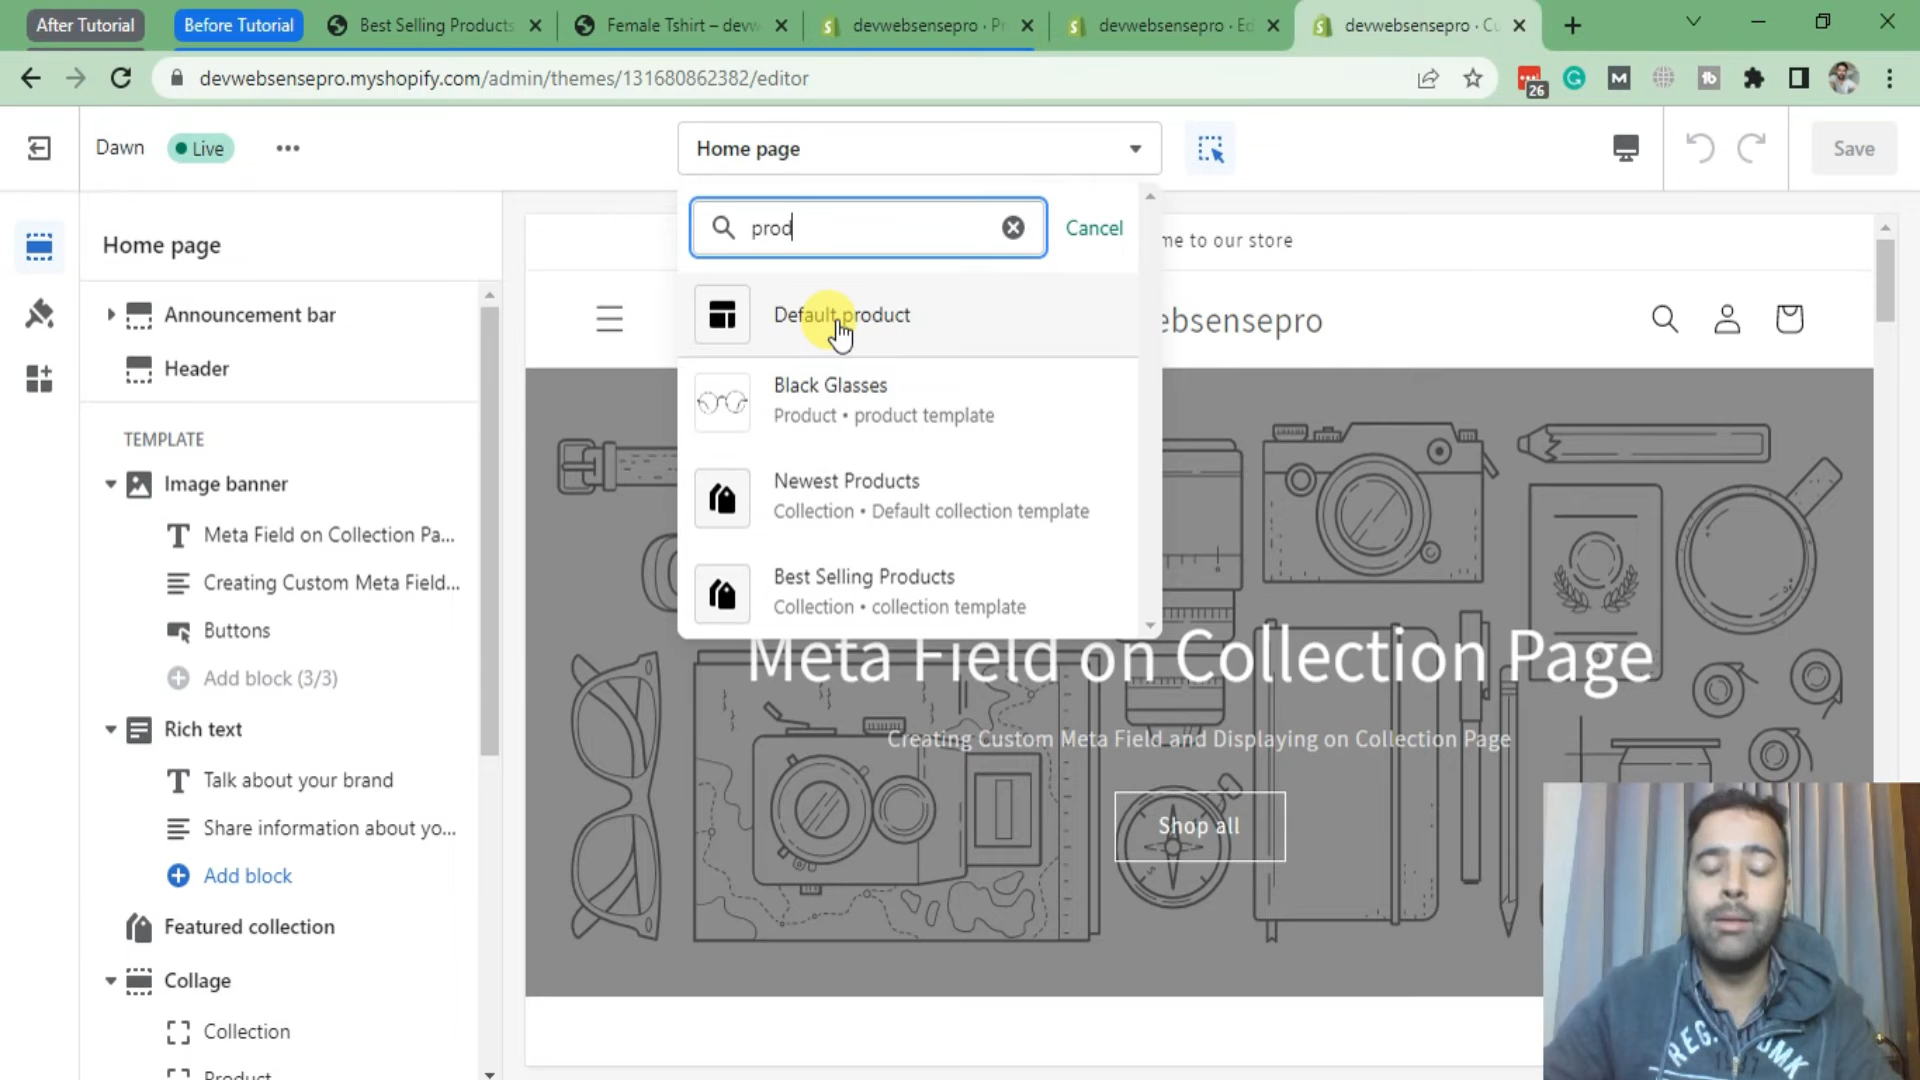 After Tutorial
Before Tutorial
Best Selling Products
Female Tshirt – devw
devwebsensepro · P
devwebsensepro · Ed
devwebsensepro · Cu
devwebsensepro.myshopify.com/admin/themes/131680862382/editor
26
Dawn
Live
Home page
Save
Home page
prod
Cancel
me to our store
Announcement bar
Default product
ebsensepro
Header
Black Glasses
Product • product template
TEMPLATE
Image banner
Newest Products
Collection • Default collection template
Meta Field on Collection Pa...
Creating Custom Meta Field...
Best Selling Products
Collection • collection template
Buttons
Add block (3/3)
Meta Field on Collection Page
Rich text
Creating Custom Meta Field and Displaying on Collection Page
Talk about your brand
Share information about yo...
Shop all
Add block
Featured collection
Collage
Collection
Product
REG.